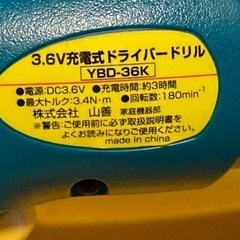 3.6V充電式ドライバードリル
YBD-36K
●電源:DC3.6V ●充電時間:約3時間
●最大トルク:3.4N·m ●回転数:180min⁻¹
株式会社 山善 家庭機器部
警告:ご使用前に必ず取扱説明書を
よくお読みになりご使用ください。
made in china